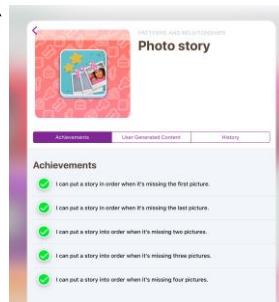 PATTERNS AND RELATIONSHIPS
Photo story
Achievements
User Generated Content
History
Achievements
I can put a story in order when it's missing the first picture.
I can put a story in order when it's missing the last picture.
I can put a story into order when it's missing two pictures.
I can put a story into order when it's missing three pictures.
I can put a story into order when it's missing four pictures.